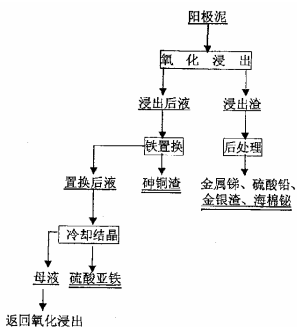 阳极泥
氧化浸出
浸出后液
浸出渣
铁置换
后处理
置换后液
砷铜渣
金属锑、硫酸铅、
金银渣、海棉铋
冷却结晶
母液
硫酸亚铁
返回氧化浸出